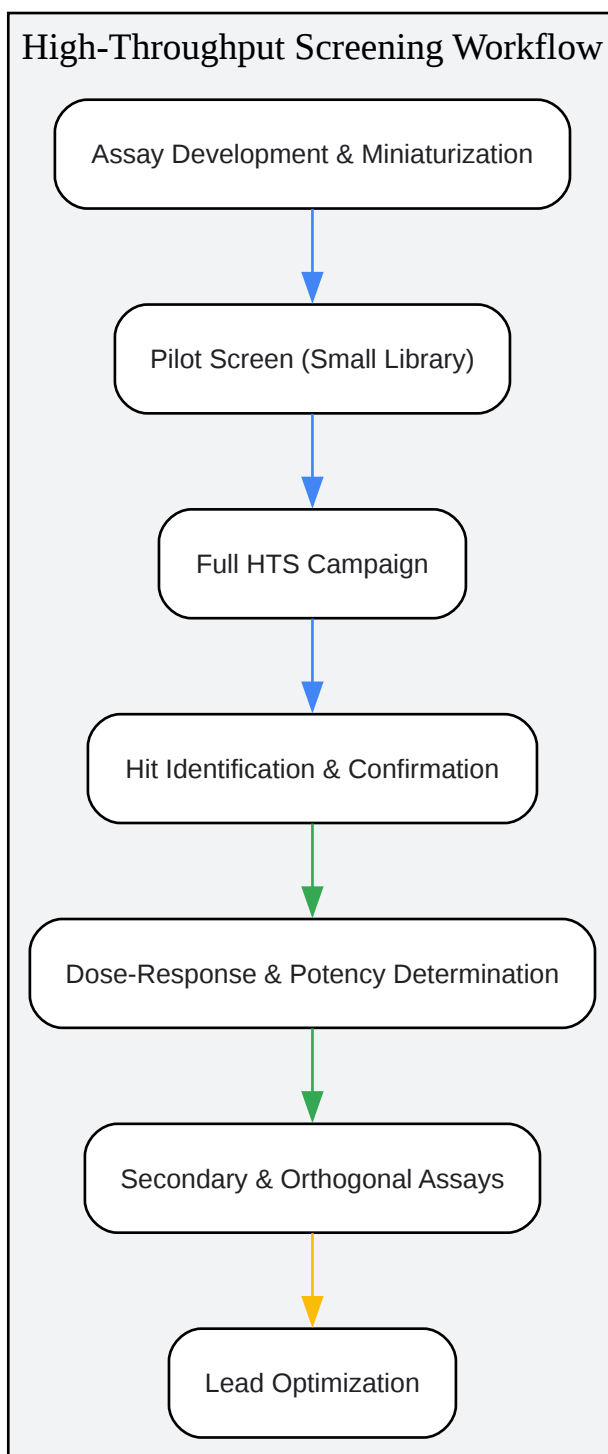 High-Throughput Screening Workflow
Assay Development & Miniaturization
Pilot Screen (Small Library)
Full HTS Campaign
Hit Identification & Confirmation
Dose-Response & Potency Determination
Secondary & Orthogonal Assays
Lead Optimization